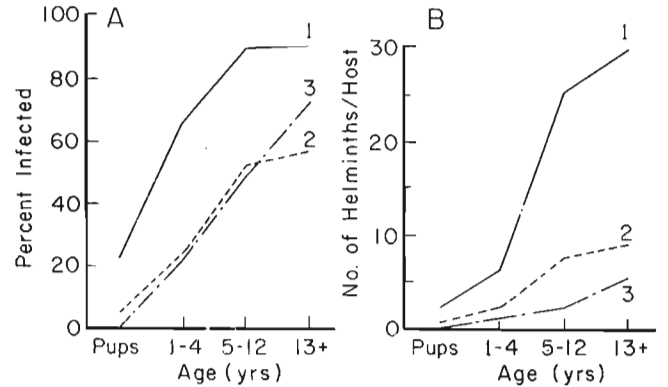 A
Percent Infected
100
80
60
40
20
0
1
3
2
Pups 1-4 5-12 13+
Age (yrs)
B
No. of Helminths/Host
30
20
10
0
1
2
3
Pups 1-4 5-12 13+
Age (yrs)